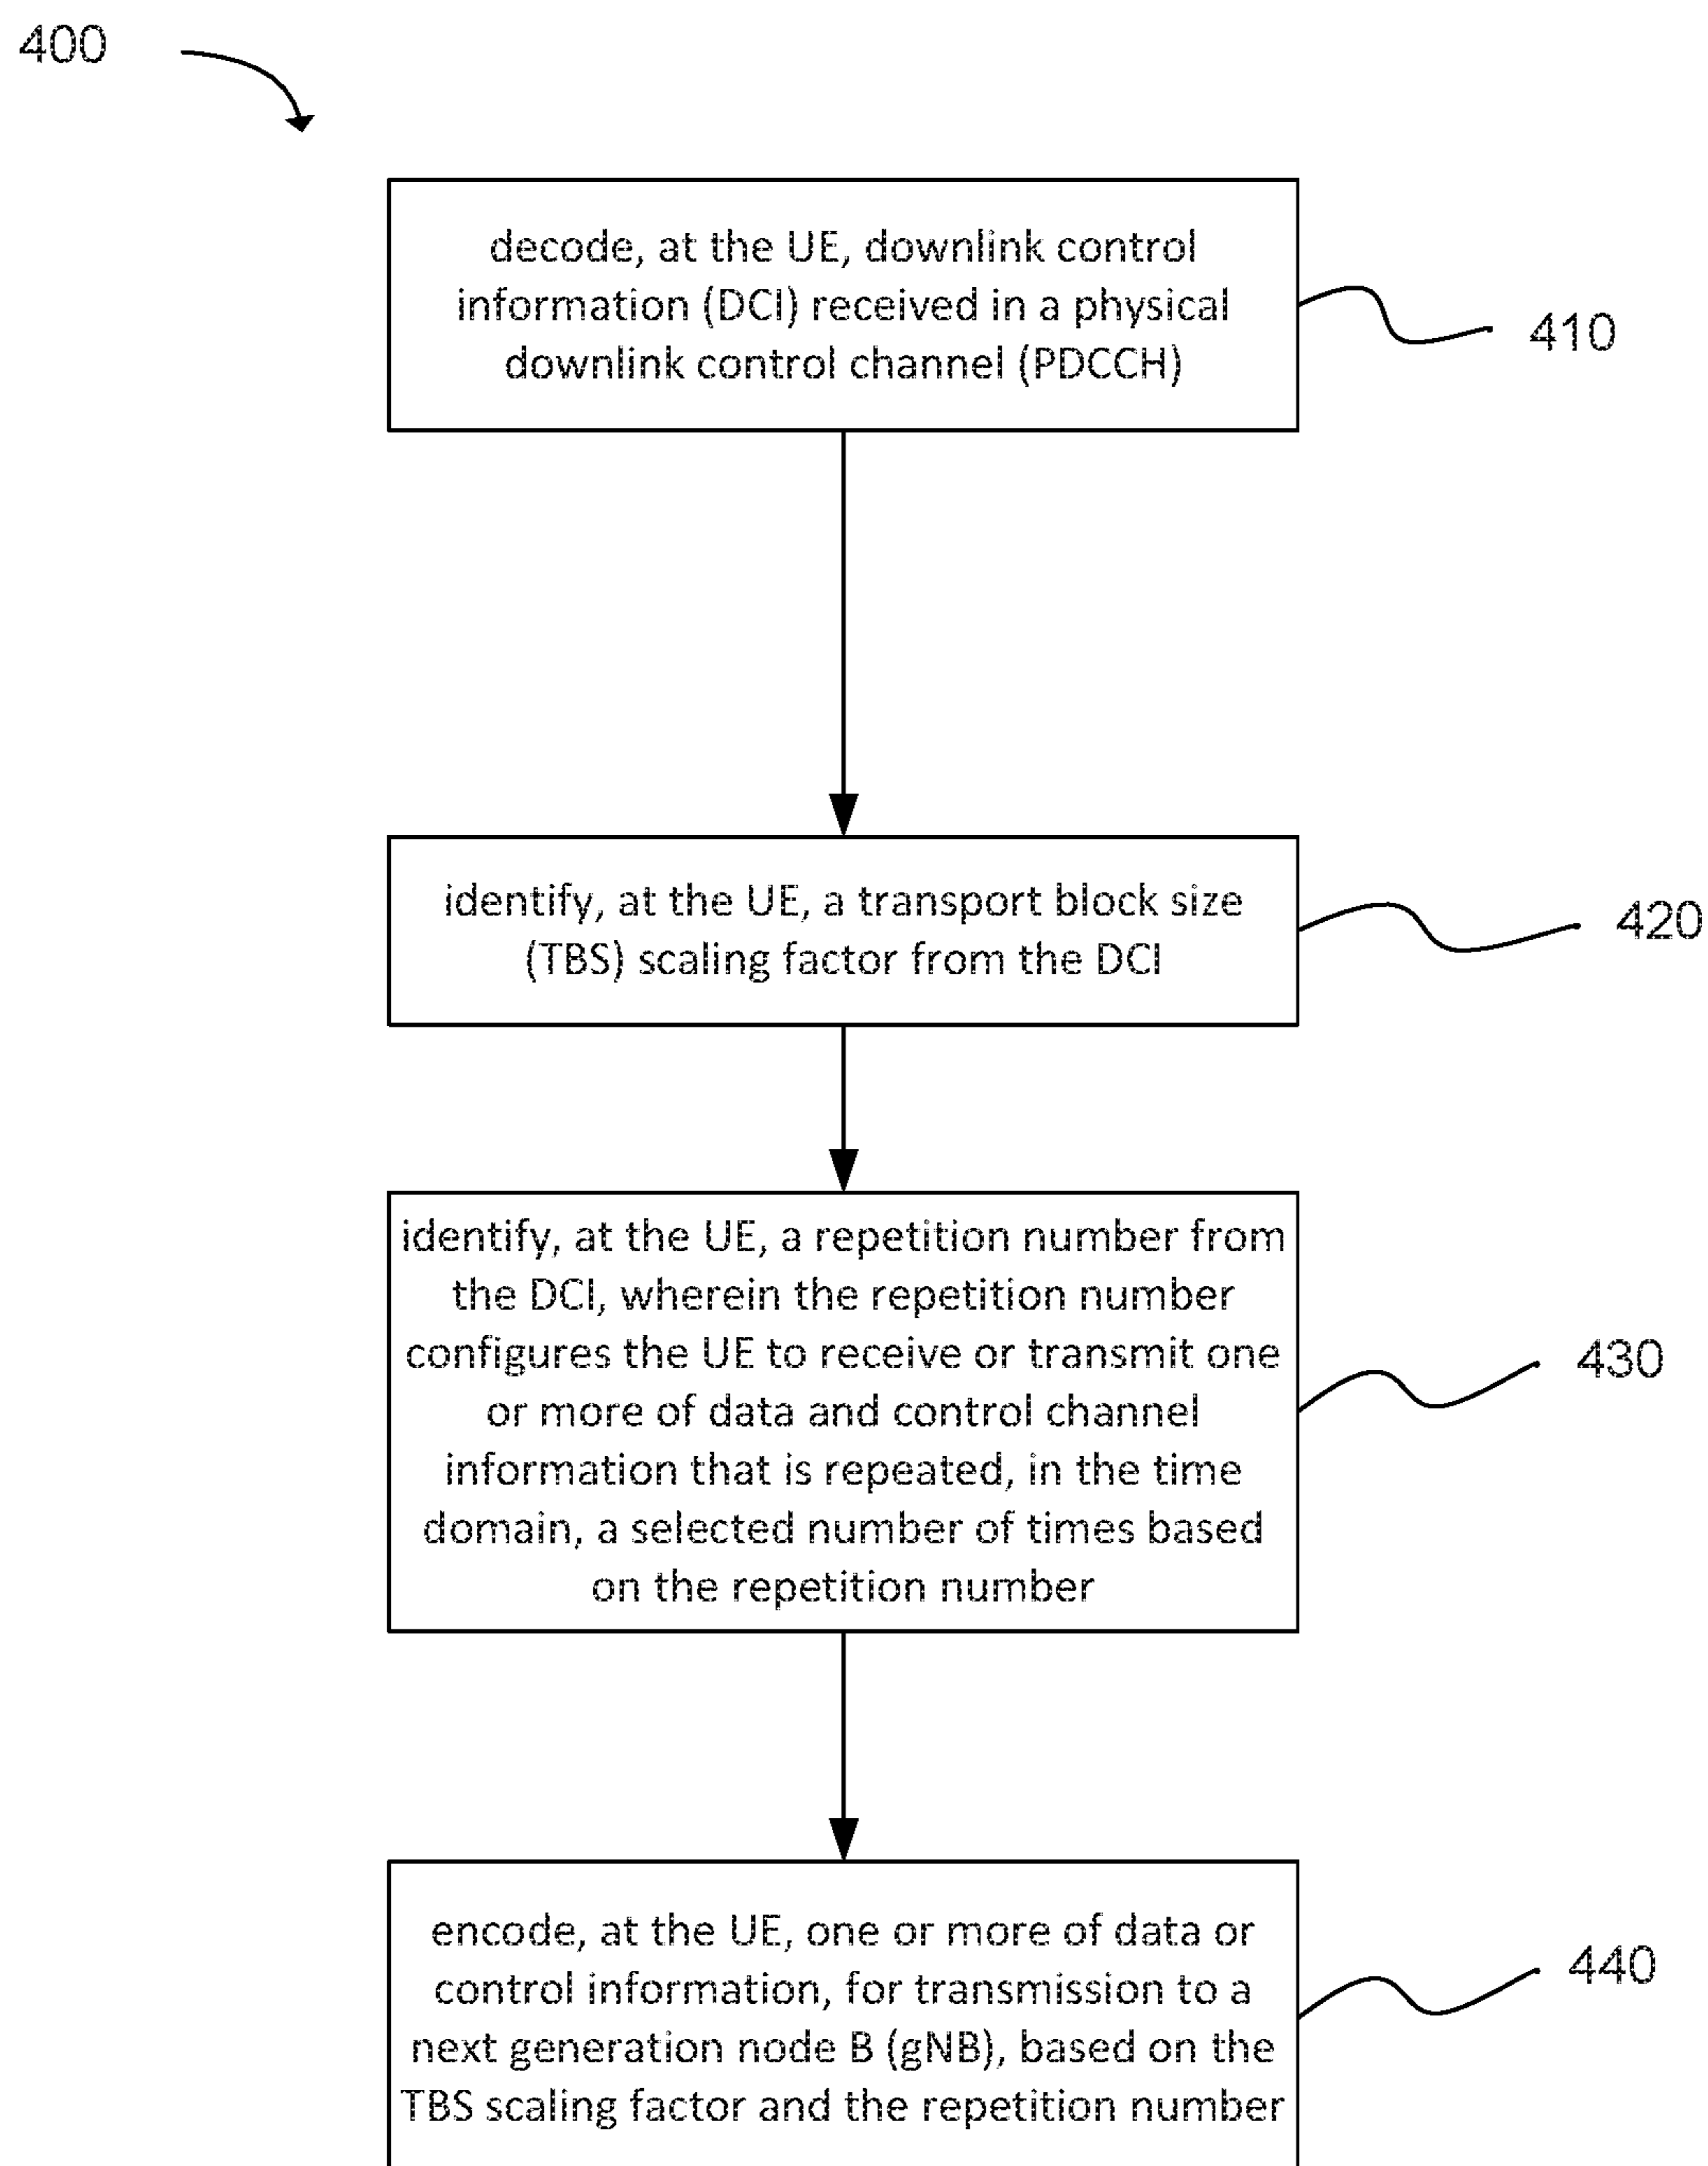 400
decode, at the UE, downlink control
information (DCI) received in a physical
downlink control channel (PDCCH)
410
identify, at the UE, a transport block size
(TBS) scaling factor from the DCI
420
identify, at the UE, a repetition number from
the DCI, wherein the repetition number
configures the UE to receive or transmit one
or more of data and control channel
information that is repeated, in the time
domain, a selected number of times based
on the repetition number
430
encode, at the UE, one or more of data or
control information, for transmission to a
next generation node B (gNB), based on the
TBS scaling factor and the repetition number
440